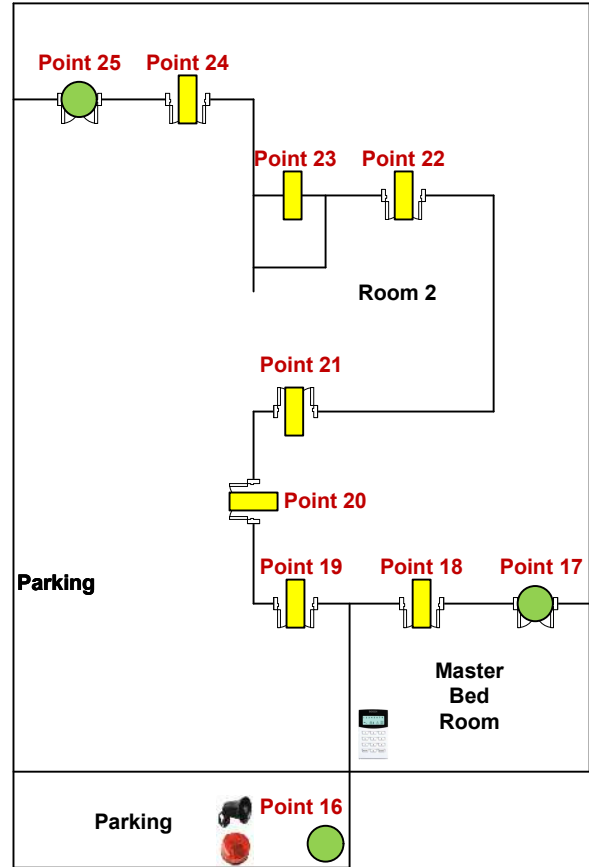 Point 25
Point 24
Point 23
Point 22
Room 2
Point 21
Point 20
Parking
Point 19
Point 18
Point 17
Master
Bed
Room
Parking
Point 16